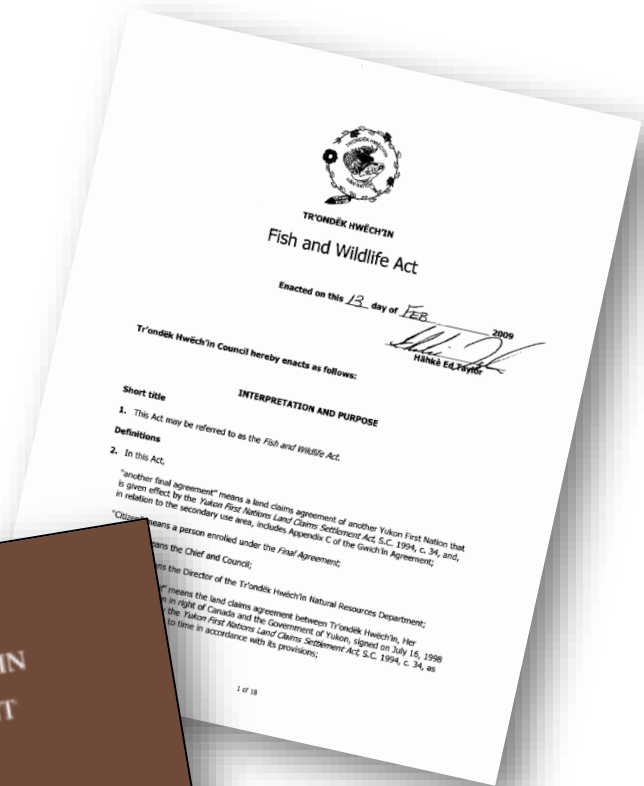 TR'ONDËK HWËCH'IN
Fish and Wildlife Act
Enacted on this 13 day of FEB 2009
Hähkè Ed Taylor
Tr'ondëk Hwëch'in Council hereby enacts as follows:
INTERPRETATION AND PURPOSE
Short title
1. This Act may be referred to as the Fish and Wildlife Act.
Definitions
2. In this Act,
"another final agreement" means a land claims agreement of another Yukon First Nation that
is given effect by the Yukon First Nations Land Claims Settlement Act, S.C. 1994, c. 34, and,
in relation to the secondary use area, includes Appendix C of the Gwich'in Agreement;
"Citizen" means a person enrolled under the Final Agreement;
means the Chief and Council;
means the Director of the Tr'ondëk Hwëch'in Natural Resources Department;
means the land claims agreement between Tr'ondëk Hwëch'in, Her
in right of Canada and the Government of Yukon, signed on July 16, 1998
the Yukon First Nations Land Claims Settlement Act, S.C. 1994, c. 34, as
to time in accordance with its provisions;
1 of 18
IN